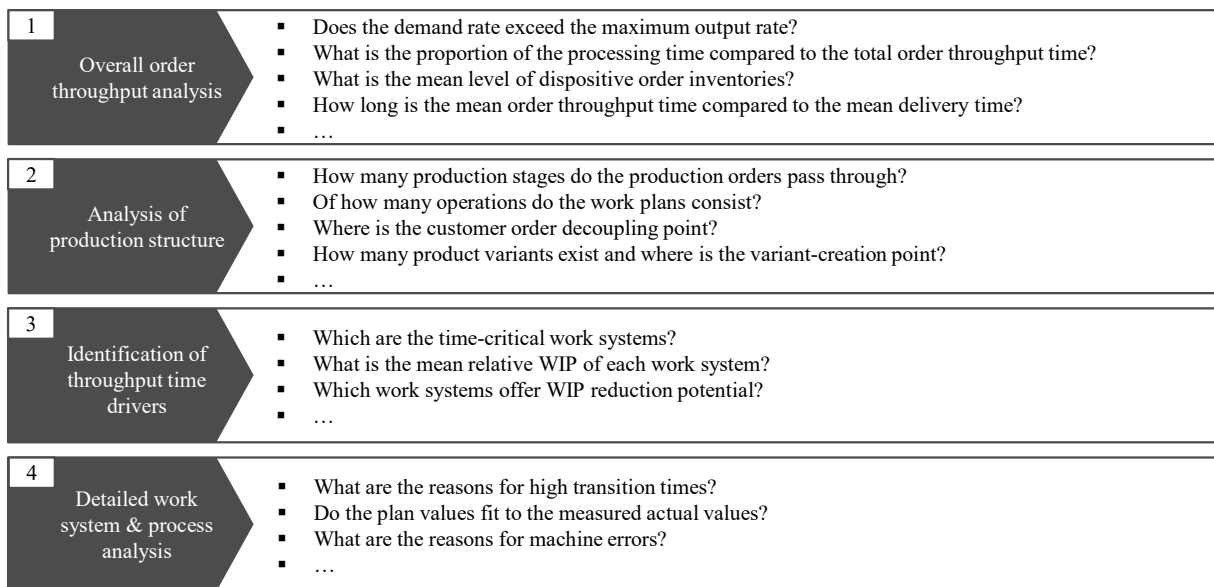 1
Overall order
throughput analysis
▪ Does the demand rate exceed the maximum output rate?
▪ What is the proportion of the processing time compared to the total order throughput time?
▪ What is the mean level of dispositive order inventories?
▪ How long is the mean order throughput time compared to the mean delivery time?
▪ …
2
Analysis of
production structure
▪ How many production stages do the production orders pass through?
▪ Of how many operations do the work plans consist?
▪ Where is the customer order decoupling point?
▪ How many product variants exist and where is the variant-creation point?
▪ …
3
Identification of
throughput time
drivers
▪ Which are the time-critical work systems?
▪ What is the mean relative WIP of each work system?
▪ Which work systems offer WIP reduction potential?
▪ …
4
Detailed work
system & process
analysis
▪ What are the reasons for high transition times?
▪ Do the plan values fit to the measured actual values?
▪ What are the reasons for machine errors?
▪ …